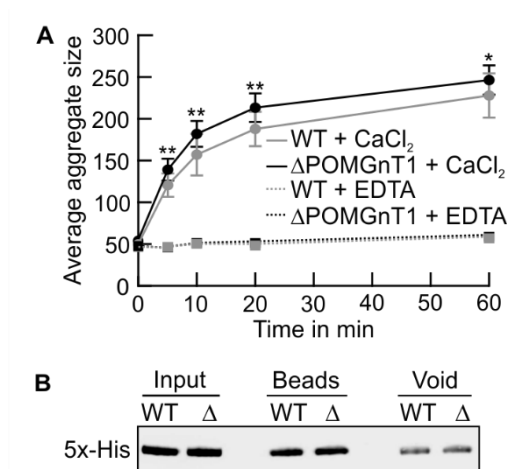 A
300
250
200
150
100
50
0
Average aggregate size
** ** ** *
WT + CaCl₂
ΔPOMGnT1 + CaCl₂
WT + EDTA
ΔPOMGnT1 + EDTA
0 10 20 30 40 50 60
Time in min
B
Input Beads Void
WT Δ WT Δ WT Δ
5x-His